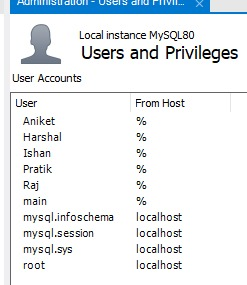 Administration - Users and Privil...
Local instance MySQL80
Users and Privileges
User Accounts
User From Host
Aniket %
Harshal %
Ishan %
Pratik %
Raj %
main %
mysql.infoschema localhost
mysql.session localhost
mysql.sys localhost
root localhost